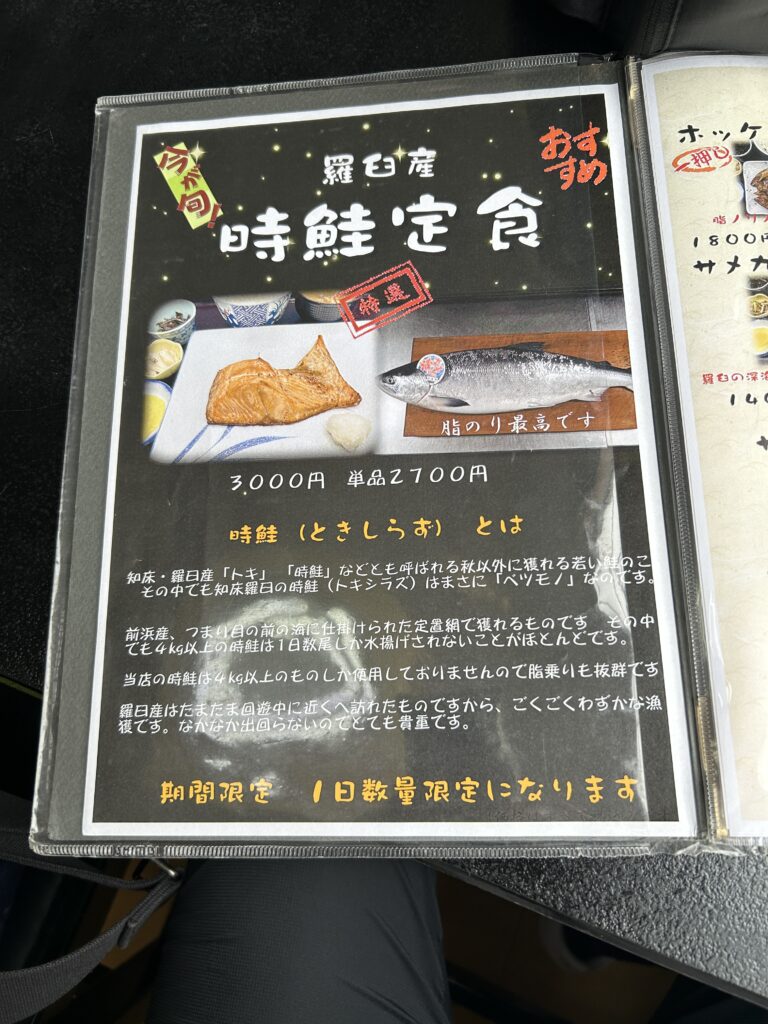 今が旬!
おすすめ
羅臼産
時鮭定食
特選
脂のり最高です
3000円 単品2700円
時鮭（ときしらず） とは
知床・羅臼産「トキ」 「時鮭」などとも呼ばれる秋以外に獲れる若い鮭のこ
その中でも知床羅臼の時鮭（トキシラズ）はまさに「ベツモノ」なのです。
前浜産、つまり目の前の海に仕掛けられた定置網で獲れるものです その中
でも4kg以上の時鮭は1日数尾しか水揚げされないことがほとんどです。
当店の時鮭は4kg以上のものしか使用しておりませんので脂乗りも抜群です
羅臼産はたまたま回遊中に近くへ訪れたものですから、ごくごくわずかな漁
獲です。なかなか出回らないのでとても貴重です。
期間限定 1日数量限定になります
ホッケ
一押し
脂ノリ
1800円
サメガ
羅臼の深海
140